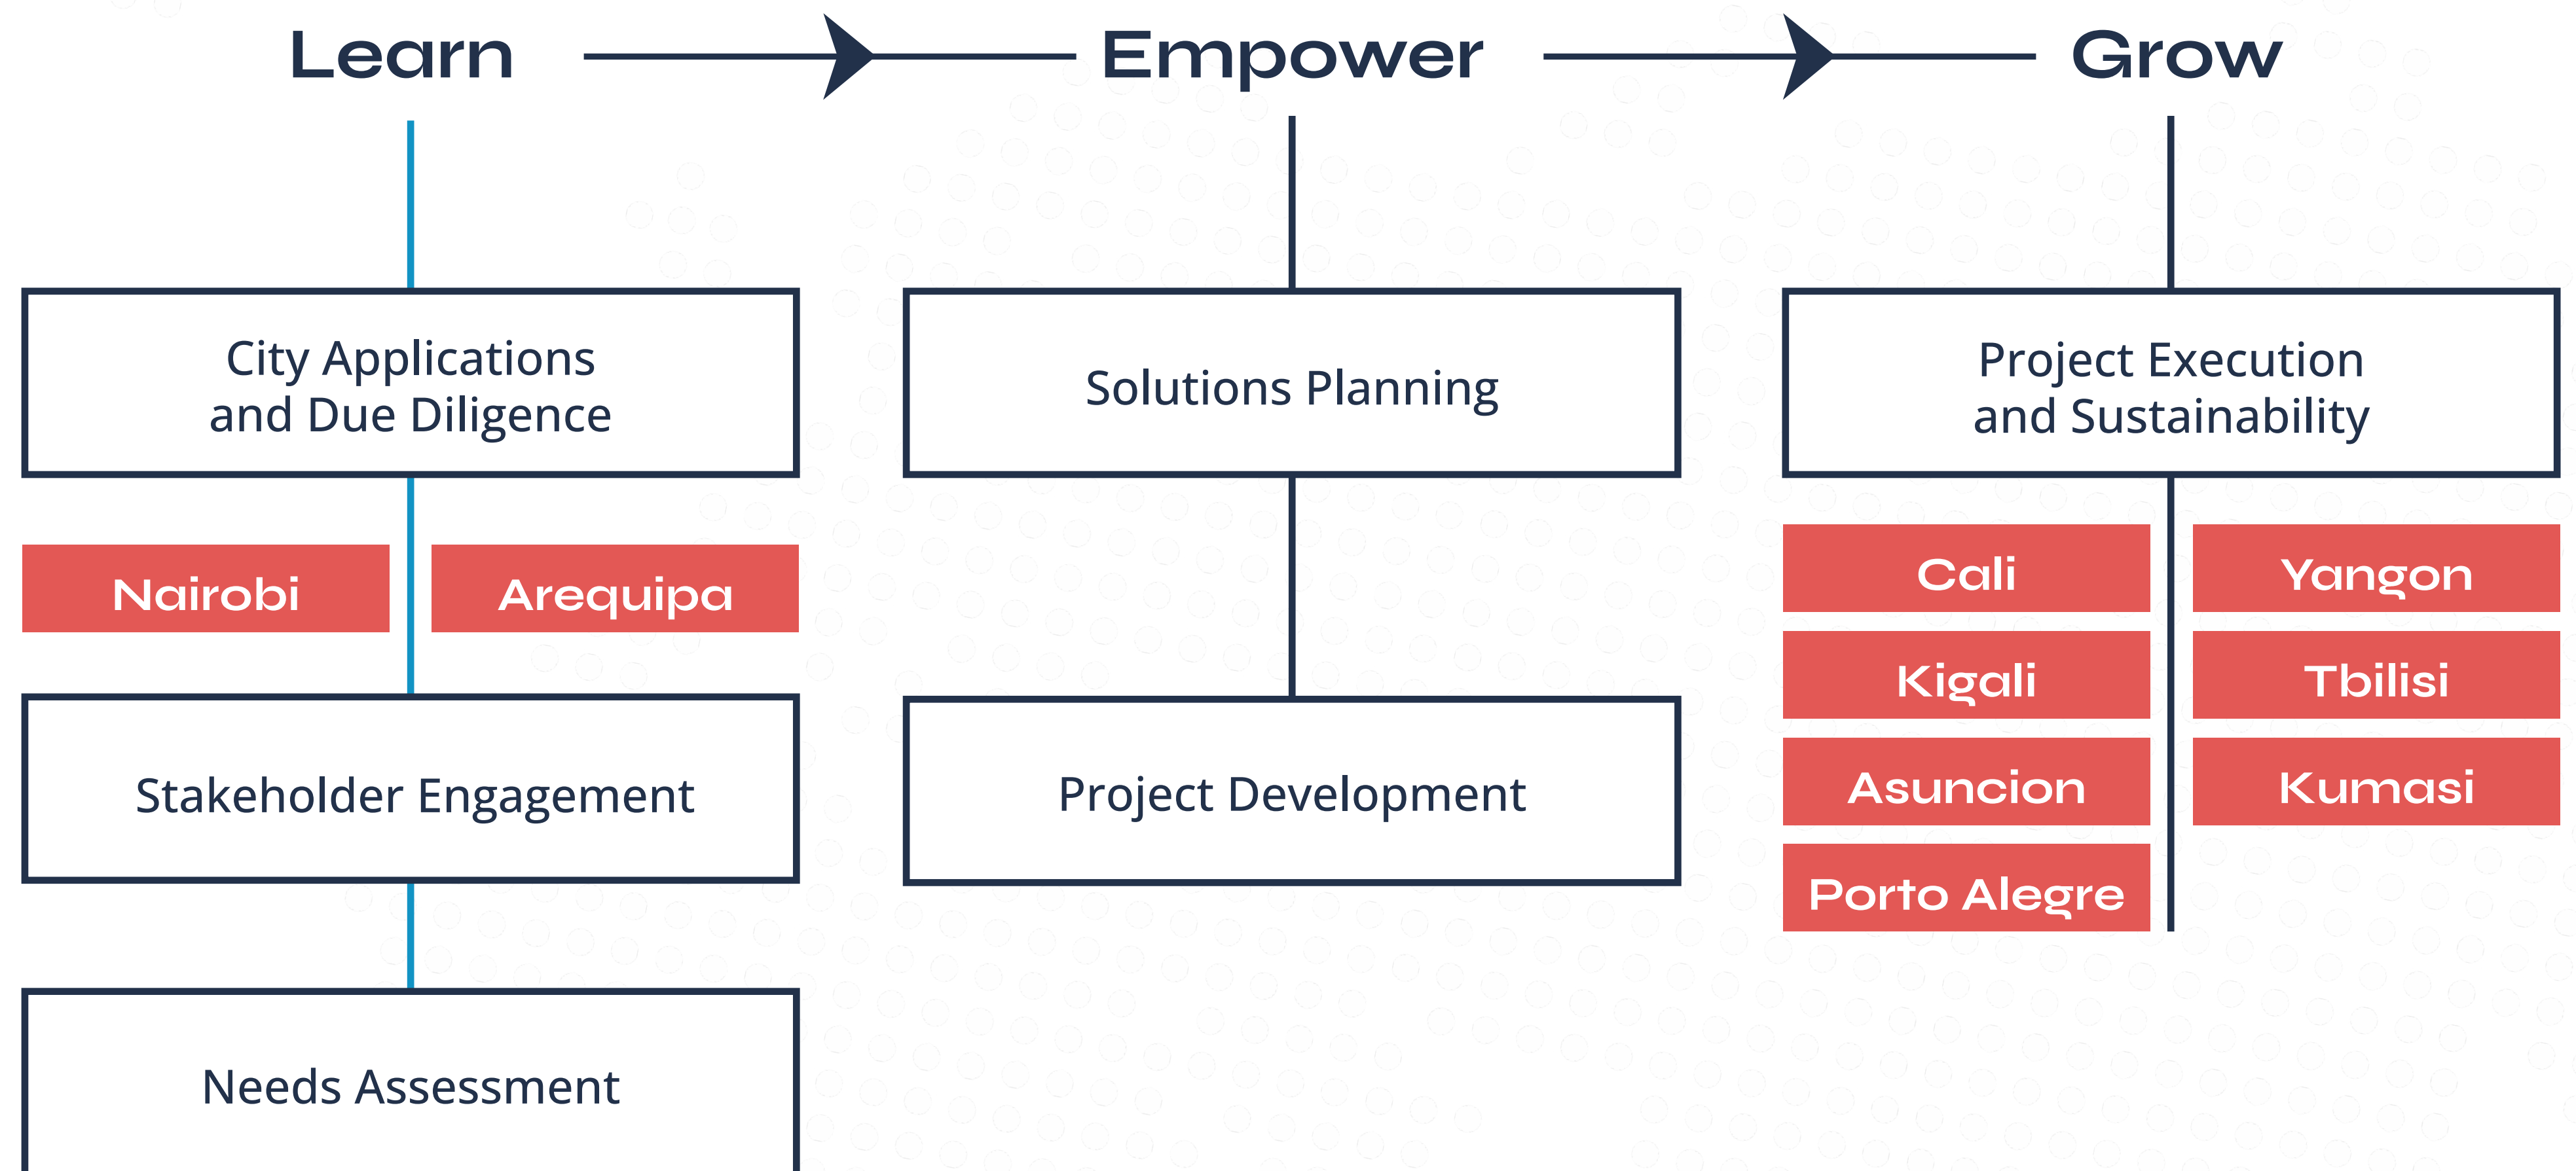 Learn
Empower
Grow
City Applications
and Due Diligence
Nairobi
Arequipa
Stakeholder Engagement
Needs Assessment
Solutions Planning
Project Development
Project Execution
and Sustainability
Cali
Yangon
Kigali
Tbilisi
Asuncion
Kumasi
Porto Alegre